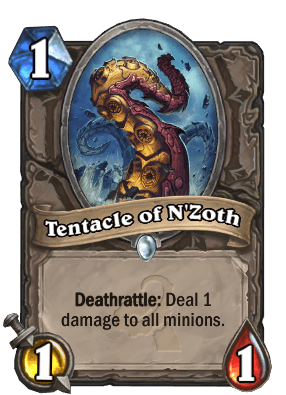 1
Tentacle of N'Zoth
Deathrattle: Deal 1
damage to all minions.
1 1